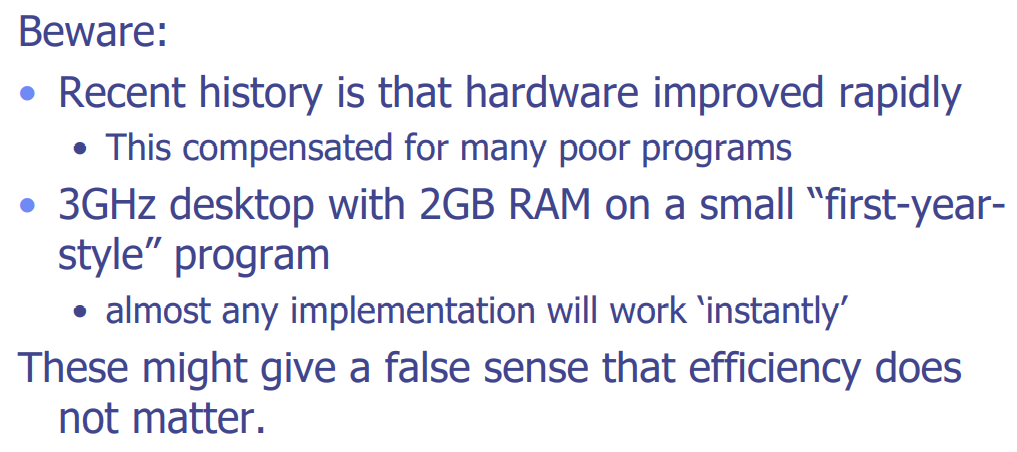 Beware:
• Recent history is that hardware improved rapidly
• This compensated for many poor programs
• 3GHz desktop with 2GB RAM on a small “first-year-
style” program
• almost any implementation will work ‘instantly’
These might give a false sense that efficiency does
not matter.